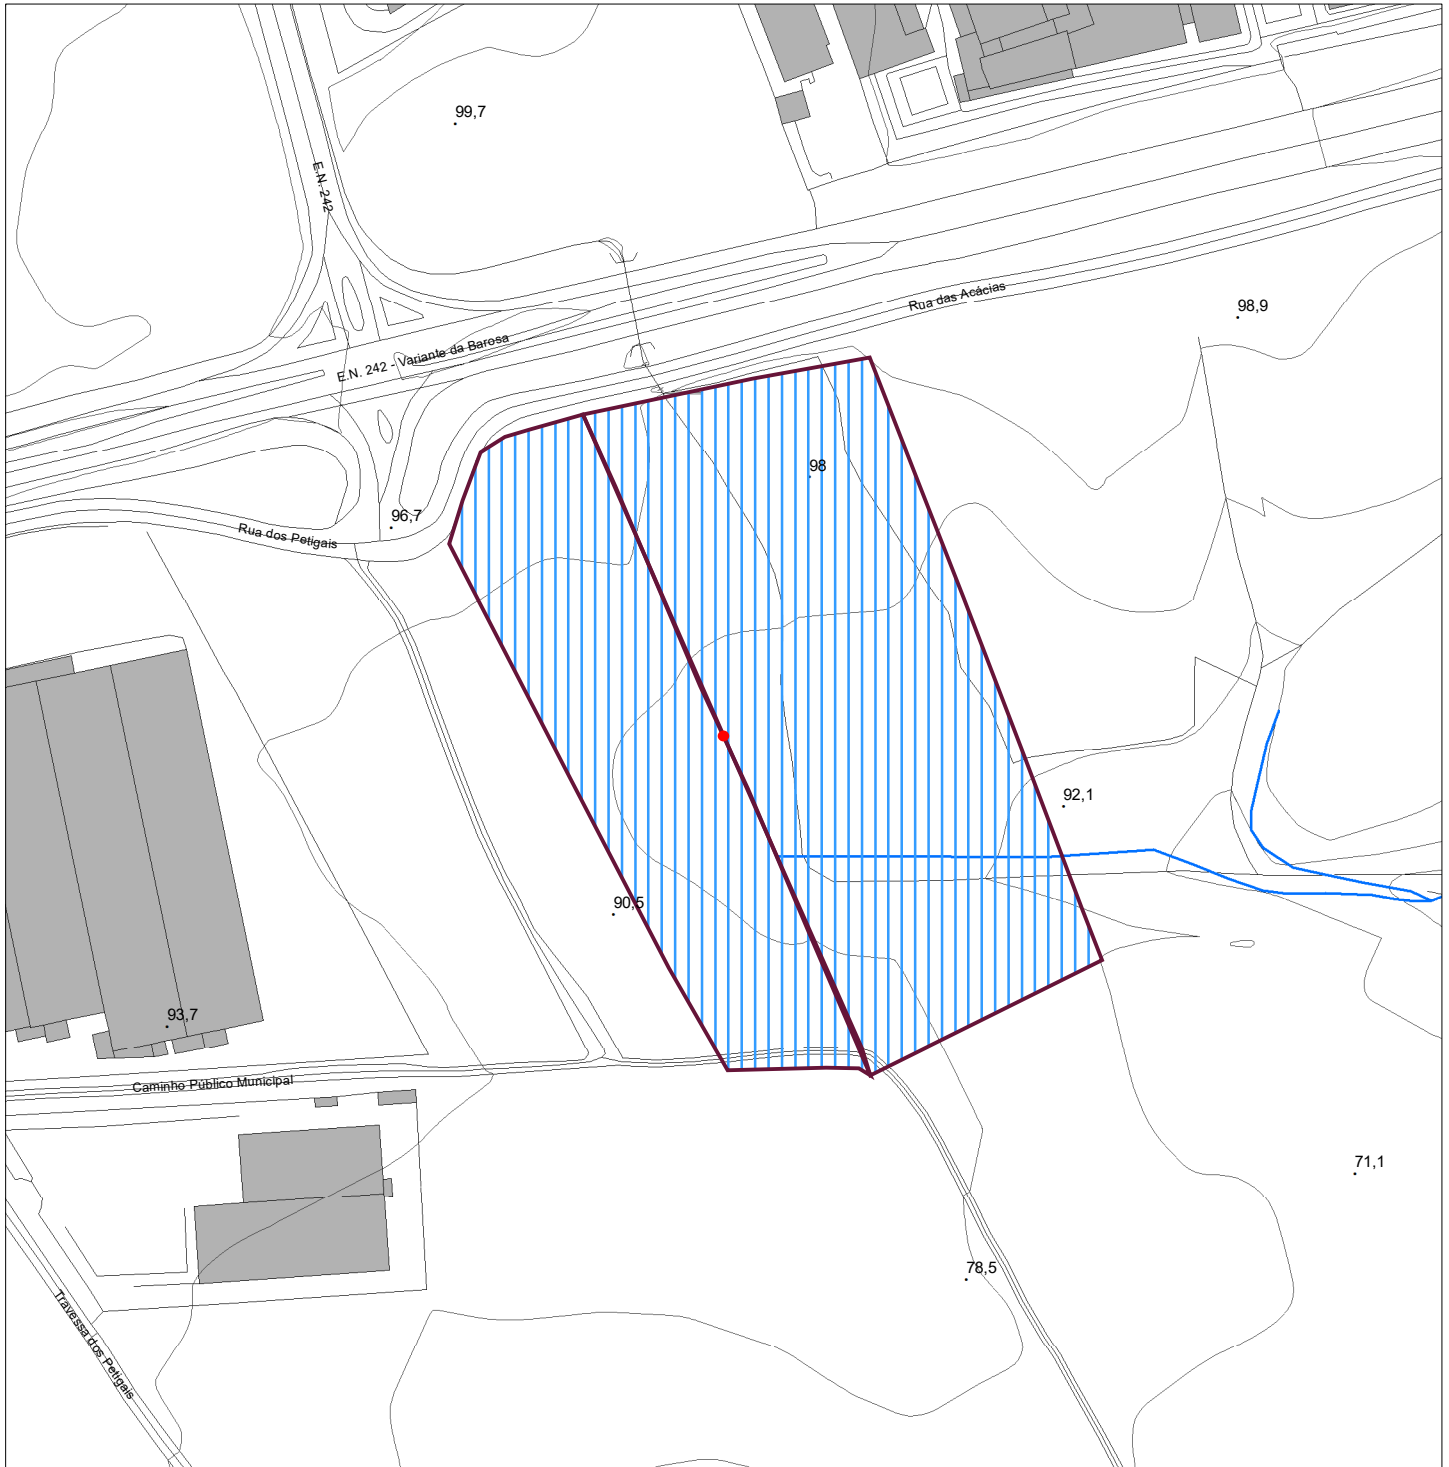 99,7
E.N. 242
98,9
Rua das Acácias
E.N. 242 - Variante da Barosa
98
96,7
Rua dos Petigais
92,1
90,5
93,7
Caminho Público Municipal
71,1
78,5
Travessa dos Petigais